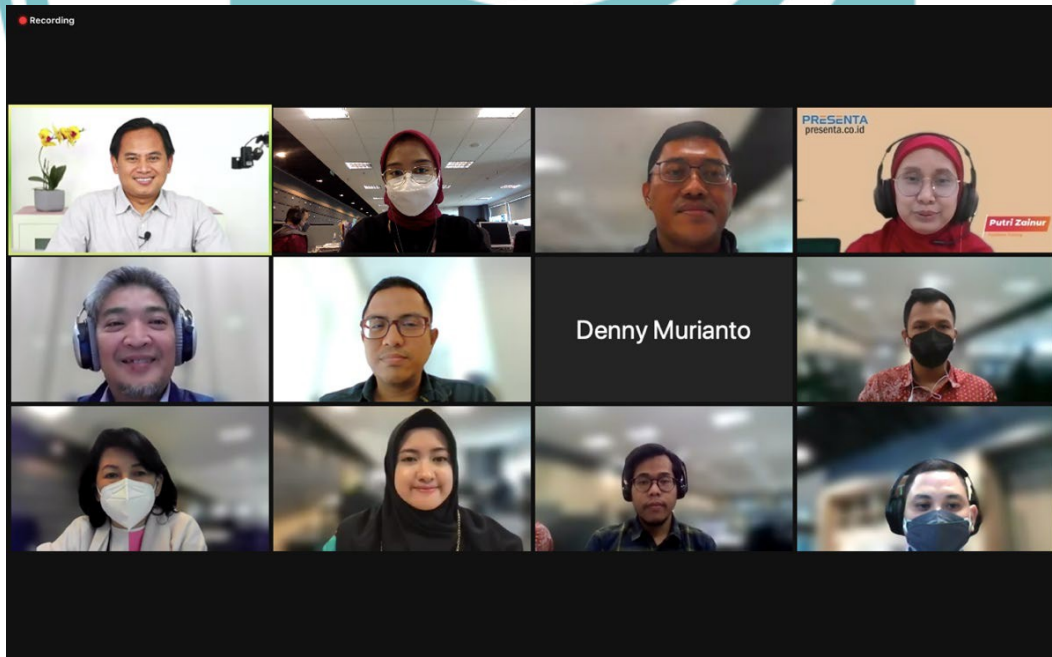 Recording
PRESENTA
presenta.co.id
Putri Zainur
Denny Murianto